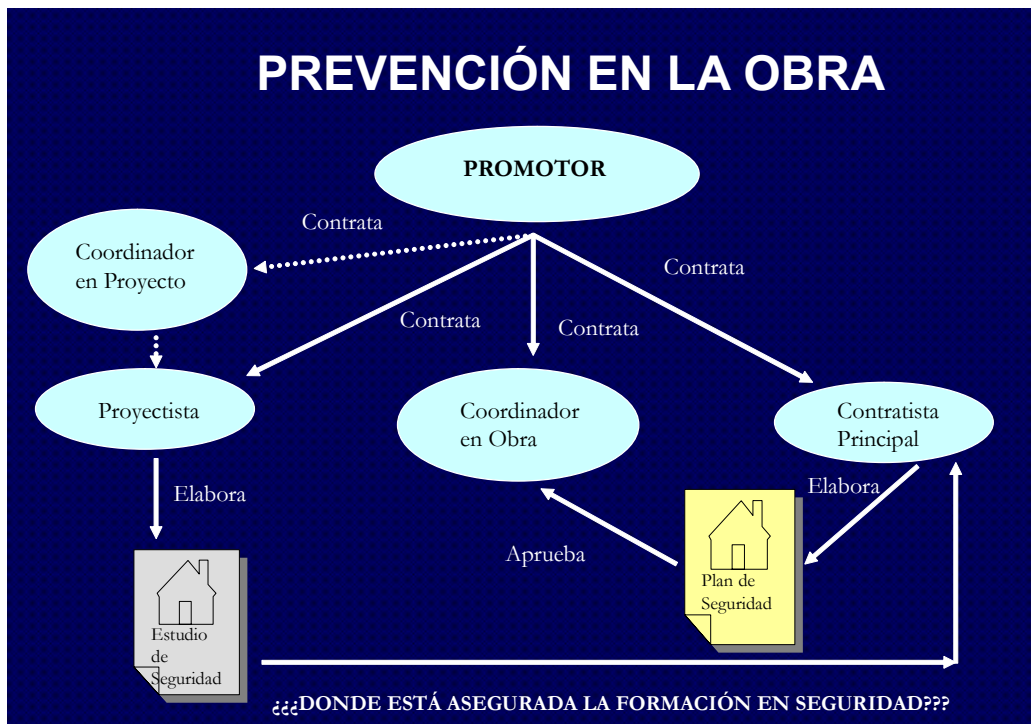 PREVENCIÓN EN LA OBRA
PROMOTOR
Contrata
Coordinador
en Proyecto
Contrata
Contrata
Contrata
Proyectista
Coordinador
en Obra
Contratista
Principal
Elabora
Elabora
Aprueba
Plan de
Seguridad
Estudio
de
Seguridad
¿¿¿DONDE ESTÁ ASEGURADA LA FORMACIÓN EN SEGURIDAD???